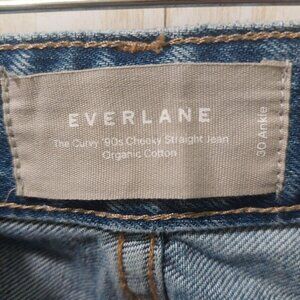 EVERLANE
The Curvy '90s Cheeky Straight Jean
Organic Cotton
30 Ankle